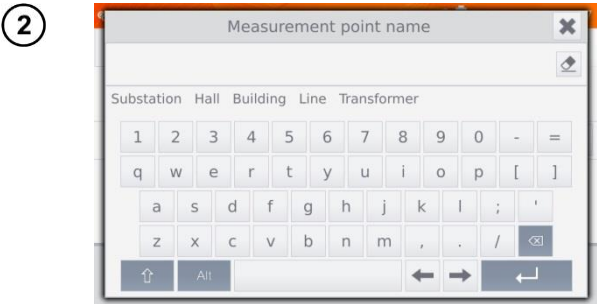 2
Measurement point name
Substation Hall Building Line Transformer
1 2 3 4 5 6 7 8 9 0 - =
q w e r t y u i o p [ ]
a s d f g h j k l ; '
z x c v b n m , . /
Alt